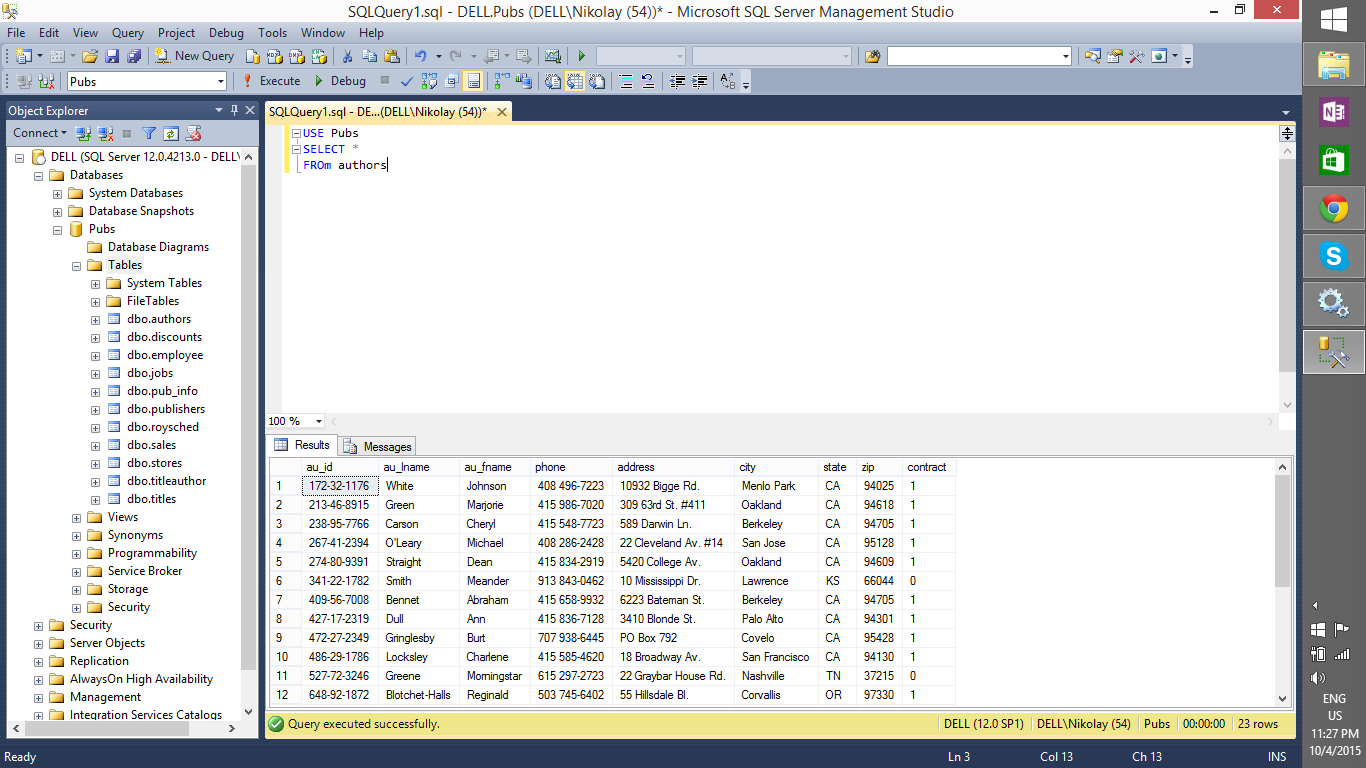 SQLQuery1.sql - DELL.Pubs (DELL\Nikolay (54))* - Microsoft SQL Server Management Studio
File Edit View Query Project Debug Tools Window Help
New Query
Pubs Execute Debug
Object Explorer
Connect
DELL (SQL Server 12.0.4213.0 - DELL\
Databases
System Databases
Database Snapshots
Pubs
Database Diagrams
Tables
System Tables
FileTables
dbo.authors
dbo.discounts
dbo.employee
dbo.jobs
dbo.pub_info
dbo.publishers
dbo.roysched
dbo.sales
dbo.stores
dbo.titleauthor
dbo.titles
Views
Synonyms
Programmability
Service Broker
Storage
Security
Security
Server Objects
Replication
AlwaysOn High Availability
Management
Integration Services Catalogs
SQLQuery1.sql - DE...(DELL\Nikolay (54))*
USE Pubs
SELECT *
FROm authors
100 %
Results Messages
au_id au_lname au_fname phone address city state zip contract
1 172-32-1176 White Johnson 408 496-7223 10932 Bigge Rd. Menlo Park CA 94025 1
2 213-46-8915 Green Marjorie 415 986-7020 309 63rd St. #411 Oakland CA 94618 1
3 238-95-7766 Carson Cheryl 415 548-7723 589 Darwin Ln. Berkeley CA 94705 1
4 267-41-2394 O'Leary Michael 408 286-2428 22 Cleveland Av. #14 San Jose CA 95128 1
5 274-80-9391 Straight Dean 415 834-2919 5420 College Av. Oakland CA 94609 1
6 341-22-1782 Smith Meander 913 843-0462 10 Mississippi Dr. Lawrence KS 66044 0
7 409-56-7008 Bennet Abraham 415 658-9932 6223 Bateman St. Berkeley CA 94705 1
8 427-17-2319 Dull Ann 415 836-7128 3410 Blonde St. Palo Alto CA 94301 1
9 472-27-2349 Gringlesby Burt 707 938-6445 PO Box 792 Covelo CA 95428 1
10 486-29-1786 Locksley Charlene 415 585-4620 18 Broadway Av. San Francisco CA 94130 1
11 527-72-3246 Greene Morningstar 615 297-2723 22 Graybar House Rd. Nashville TN 37215 0
12 648-92-1872 Blotchet-Halls Reginald 503 745-6402 55 Hillsdale Bl. Corvallis OR 97330 1
Query executed successfully. DELL (12.0 SP1) DELL\Nikolay (54) Pubs 00:00:00 23 rows
Ready Ln 3 Col 13 Ch 13 INS
ENG
US
11:27 PM
10/4/2015